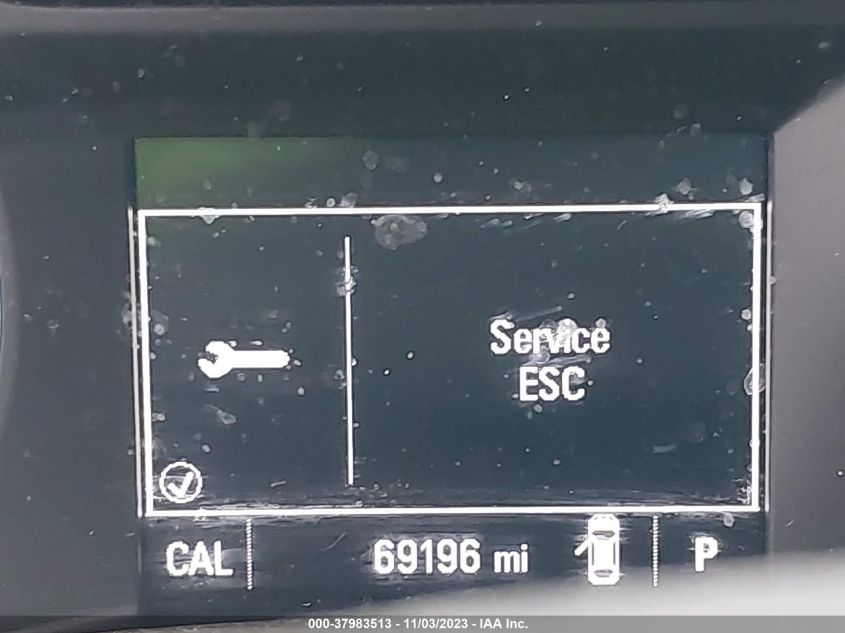 Service
ESC
CAL 69196 mi P
000-37983513 - 11/03/2023 - IAA Inc.